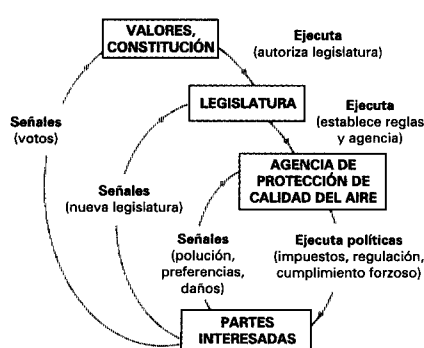 VALORES,
CONSTITUCIÓN
Ejecuta
(autoriza legislatura)
LEGISLATURA
Ejecuta
(establece reglas
y agencia)
Señales
(votos)
AGENCIA DE
PROTECCIÓN DE
CALIDAD DEL AIRE
Señales
(nueva legislatura)
Señales
(polución,
preferencias,
daños)
Ejecuta políticas
(impuestos, regulación,
cumplimiento forzoso)
PARTES
INTERESADAS